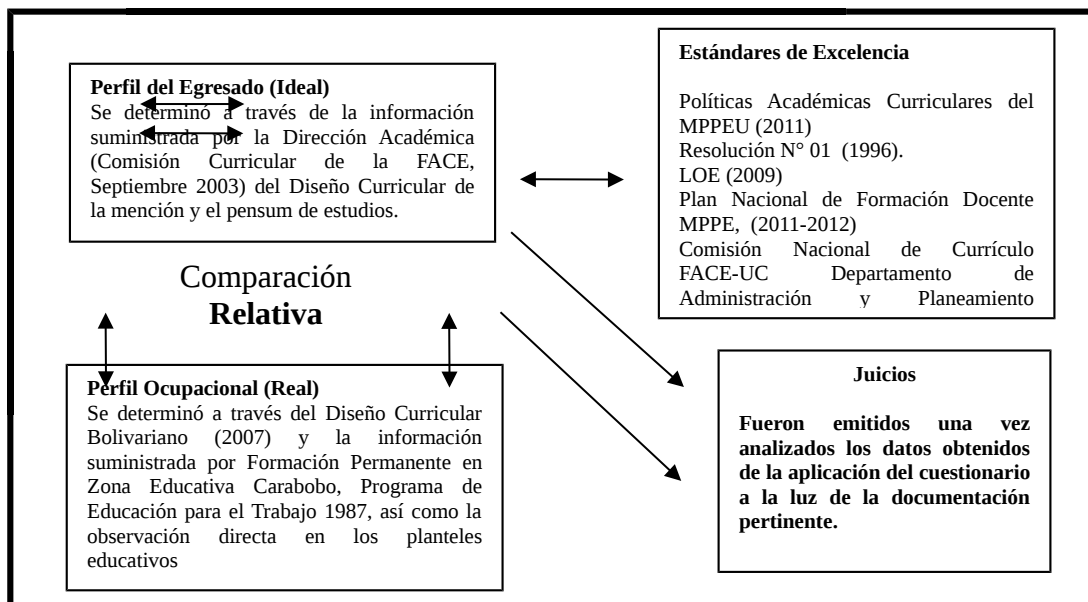 Perfil del Egresado (Ideal)
Se determinó a través de la información
suministrada por la Dirección Académica
(Comisión Curricular de la FACE,
Septiembre 2003) del Diseño Curricular de
la mención y el pensum de estudios.
Estándares de Excelencia
Políticas Académicas Curriculares del
MPPEU (2011)
Resolución N° 01 (1996).
LOE (2009)
Plan Nacional de Formación Docente
MPPE, (2011-2012)
Comisión Nacional de Currículo
FACE-UC Departamento de
Administración y Planeamiento
Comparación
Relativa
Perfil Ocupacional (Real)
Se determinó a través del Diseño Curricular
Bolivariano (2007) y la información
suministrada por Formación Permanente en
Zona Educativa Carabobo, Programa de
Educación para el Trabajo 1987, así como la
observación directa en los planteles
educativos
Juicios
Fueron emitidos una vez
analizados los datos obtenidos
de la aplicación del cuestionario
a la luz de la documentación
pertinente.